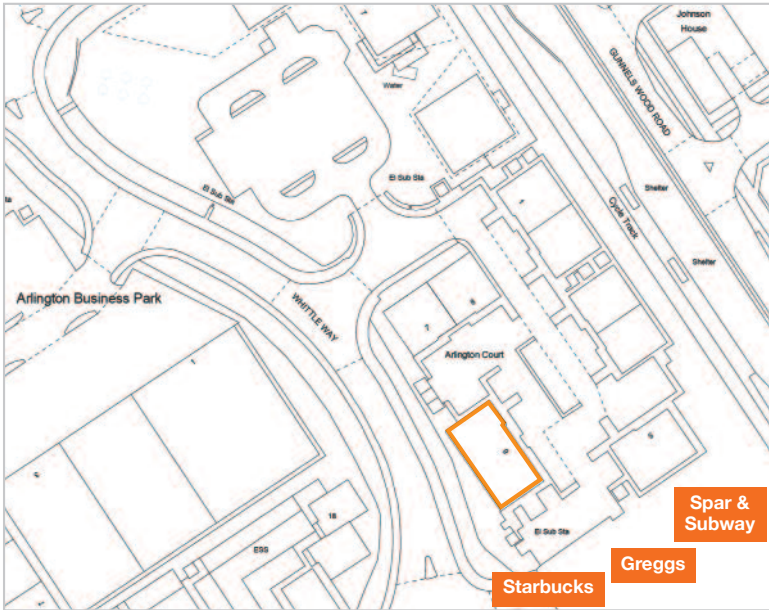 Johnson
House
GUNNELS WOOD ROAD
Water
El Sub Sta
El Sub Sta
Shelter
Cycle Track
Shelter
Arlington Business Park
WHITTLE WAY
8
7
Arlington Court
1
5
18
ESS
El Sub Sta
Spar &
Subway
Greggs
Starbucks